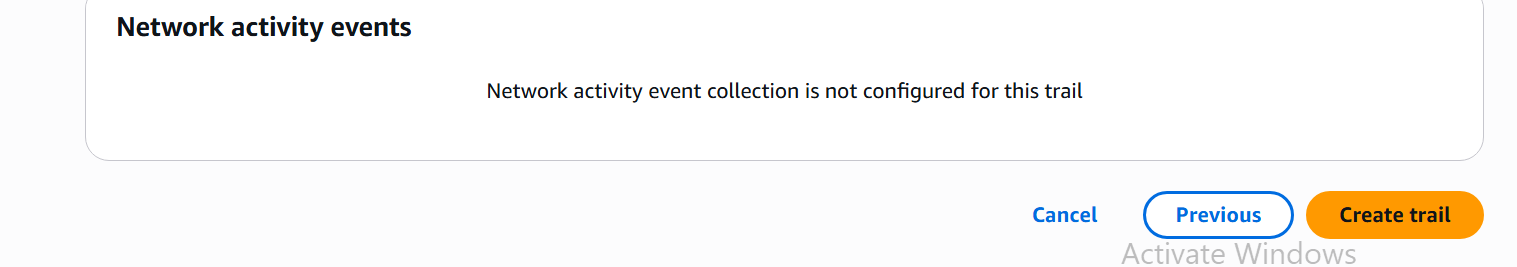 Network activity events
Network activity event collection is not configured for this trail
Cancel
Previous
Create trail
Activate Windows